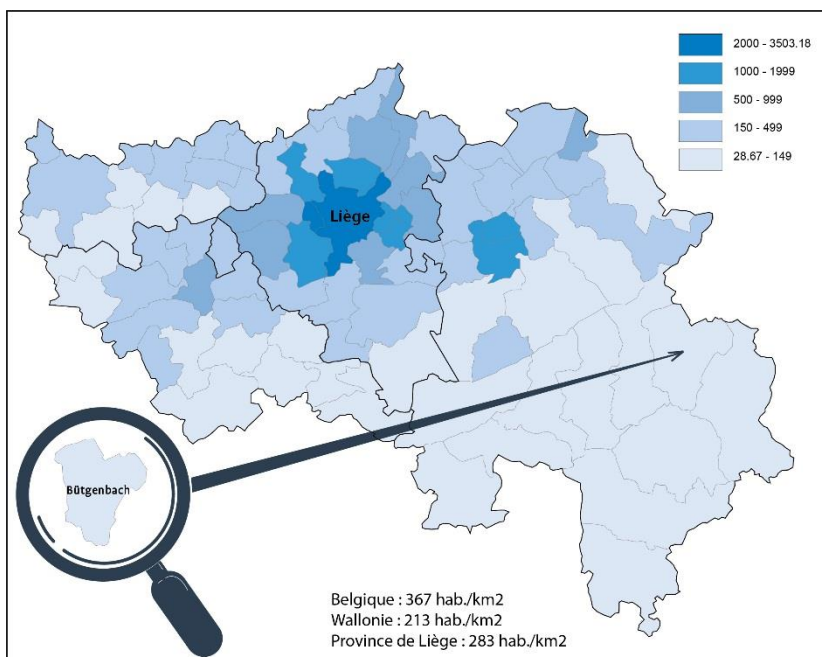 2000 - 3503.18
1000 - 1999
500 - 999
150 - 499
28.67 - 149
Liège
Bütgenbach
Belgique : 367 hab./km2
Wallonie : 213 hab./km2
Province de Liège : 283 hab./km2